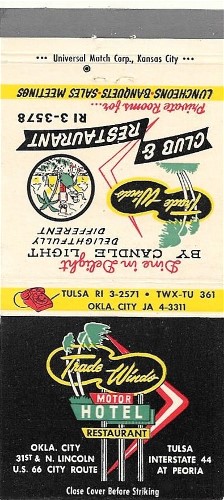 ••• Universal Match Corp., Kansas City •••
LUNCHEONS-BANQUETS-SALES MEETINGS
Private Rooms for...
RI-3-3578
CLUB & RESTAURANT
Trade Winds
DELIGHTFULLY
DIFFERENT
BY CANDLE LIGHT
Dine in Delight
TULSA RI 3-2571 • TWX-TU 361
OKLA. CITY JA 4-3311
Trade Winds
MOTOR
HOTEL
RESTAURANT
OKLA. CITY
31ST & N. LINCOLN
U.S. 66 CITY ROUTE
TULSA
INTERSTATE 44
AT PEORIA
Close Cover Before Striking